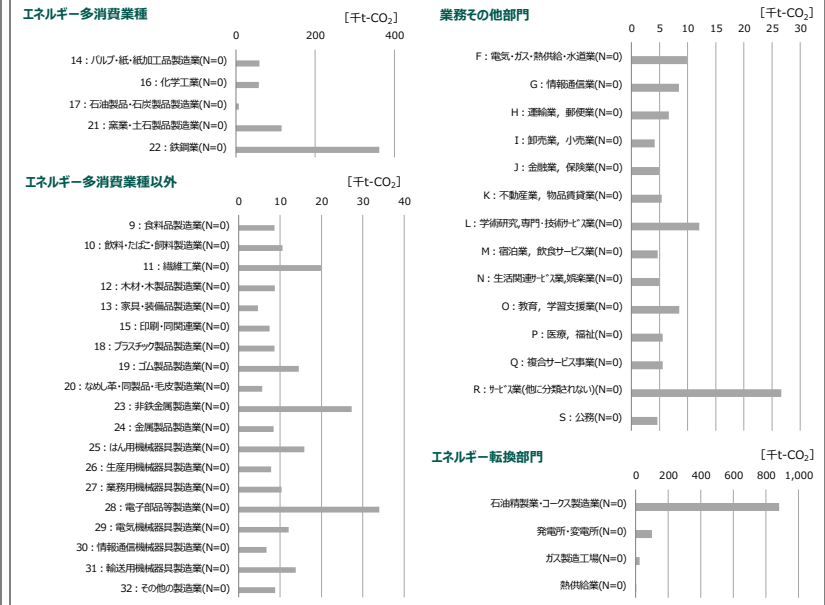 エネルギー多消費業種
[千t-CO₂]
0 200 400
14：パルプ・紙・紙加工品製造業(N=0)
16：化学工業(N=0)
17：石油製品・石炭製品製造業(N=0)
21：窯業・土石製品製造業(N=0)
22：鉄鋼業(N=0)
エネルギー多消費業種以外
[千t-CO₂]
0 10 20 30 40
9：食料品製造業(N=0)
10：飲料・たばこ・飼料製造業(N=0)
11：繊維工業(N=0)
12：木材・木製品製造業(N=0)
13：家具・装備品製造業(N=0)
15：印刷・同関連業(N=0)
18：プラスチック製品製造業(N=0)
19：ゴム製品製造業(N=0)
20：なめし革・同製品・毛皮製造業(N=0)
23：非鉄金属製造業(N=0)
24：金属製品製造業(N=0)
25：はん用機械器具製造業(N=0)
26：生産用機械器具製造業(N=0)
27：業務用機械器具製造業(N=0)
28：電子部品等製造業(N=0)
29：電気機械器具製造業(N=0)
30：情報通信機械器具製造業(N=0)
31：輸送用機械器具製造業(N=0)
32：その他の製造業(N=0)
業務その他部門
[千t-CO₂]
0 5 10 15 20 25 30
F：電気・ガス・熱供給・水道業(N=0)
G：情報通信業(N=0)
H：運輸業，郵便業(N=0)
I：卸売業，小売業(N=0)
J：金融業，保険業(N=0)
K：不動産業，物品賃貸業(N=0)
L：学術研究,専門・技術ｻｰﾋﾞｽ業(N=0)
M：宿泊業，飲食サービス業(N=0)
N：生活関連ｻｰﾋﾞｽ業,娯楽業(N=0)
O：教育，学習支援業(N=0)
P：医療，福祉(N=0)
Q：複合サービス事業(N=0)
R：ｻｰﾋﾞｽ業(他に分類されない)(N=0)
S：公務(N=0)
エネルギー転換部門
[千t-CO₂]
0 200 400 600 800 1,000
石油精製業・コークス製造業(N=0)
発電所・変電所(N=0)
ガス製造工場(N=0)
熱供給業(N=0)